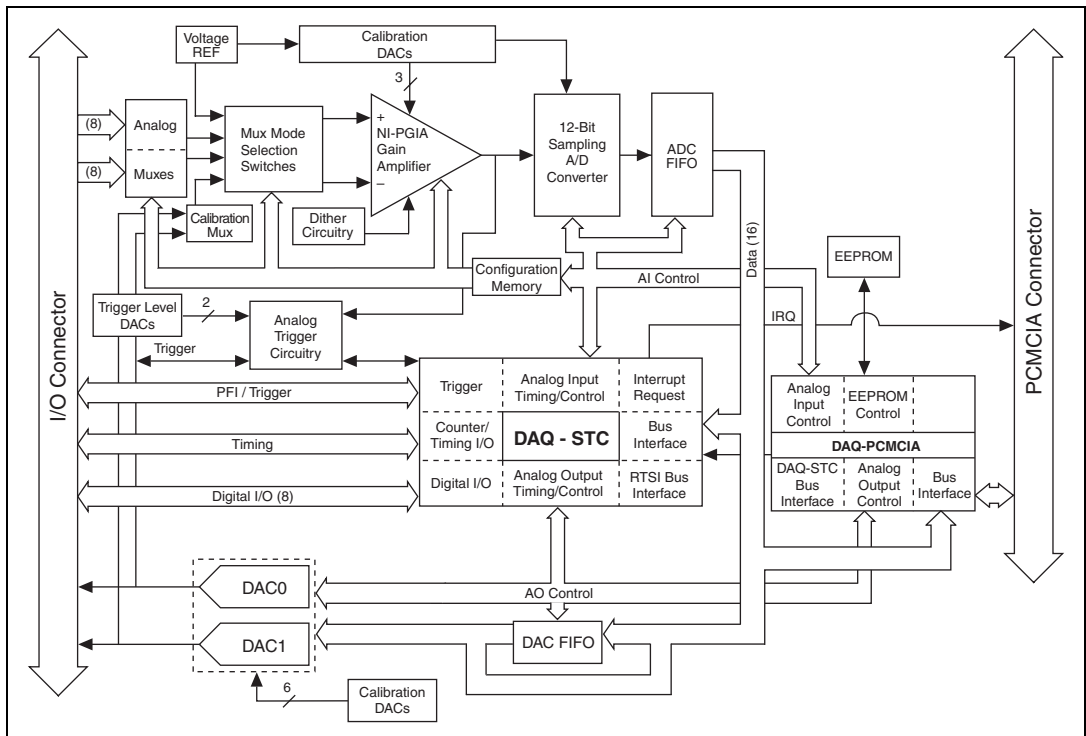 Voltage
REF
Calibration
DACs
3
(8)
Analog
Muxes
(8)
Mux Mode
Selection
Switches
+
NI-PGIA
Gain
Amplifier
–
12-Bit
Sampling
A/D
Converter
ADC
FIFO
Calibration
Mux
Dither
Circuitry
Configuration
Memory
AI Control
Data (16)
EEPROM
IRQ
Trigger Level
DACs
2
Analog
Trigger
Circuitry
Trigger
I/O Connector
PCMCIA Connector
PFI / Trigger
Timing
Digital I/O (8)
Trigger
Analog Input
Timing/Control
Interrupt
Request
Counter/
Timing I/O
DAQ - STC
Bus
Interface
Digital I/O
Analog Output
Timing/Control
RTSI Bus
Interface
Analog
Input
Control
EEPROM
Control
DAQ-PCMCIA
DAQ-STC
Bus
Interface
Analog
Output
Control
Bus
Interface
DAC0
AO Control
DAC1
DAC FIFO
6
Calibration
DACs